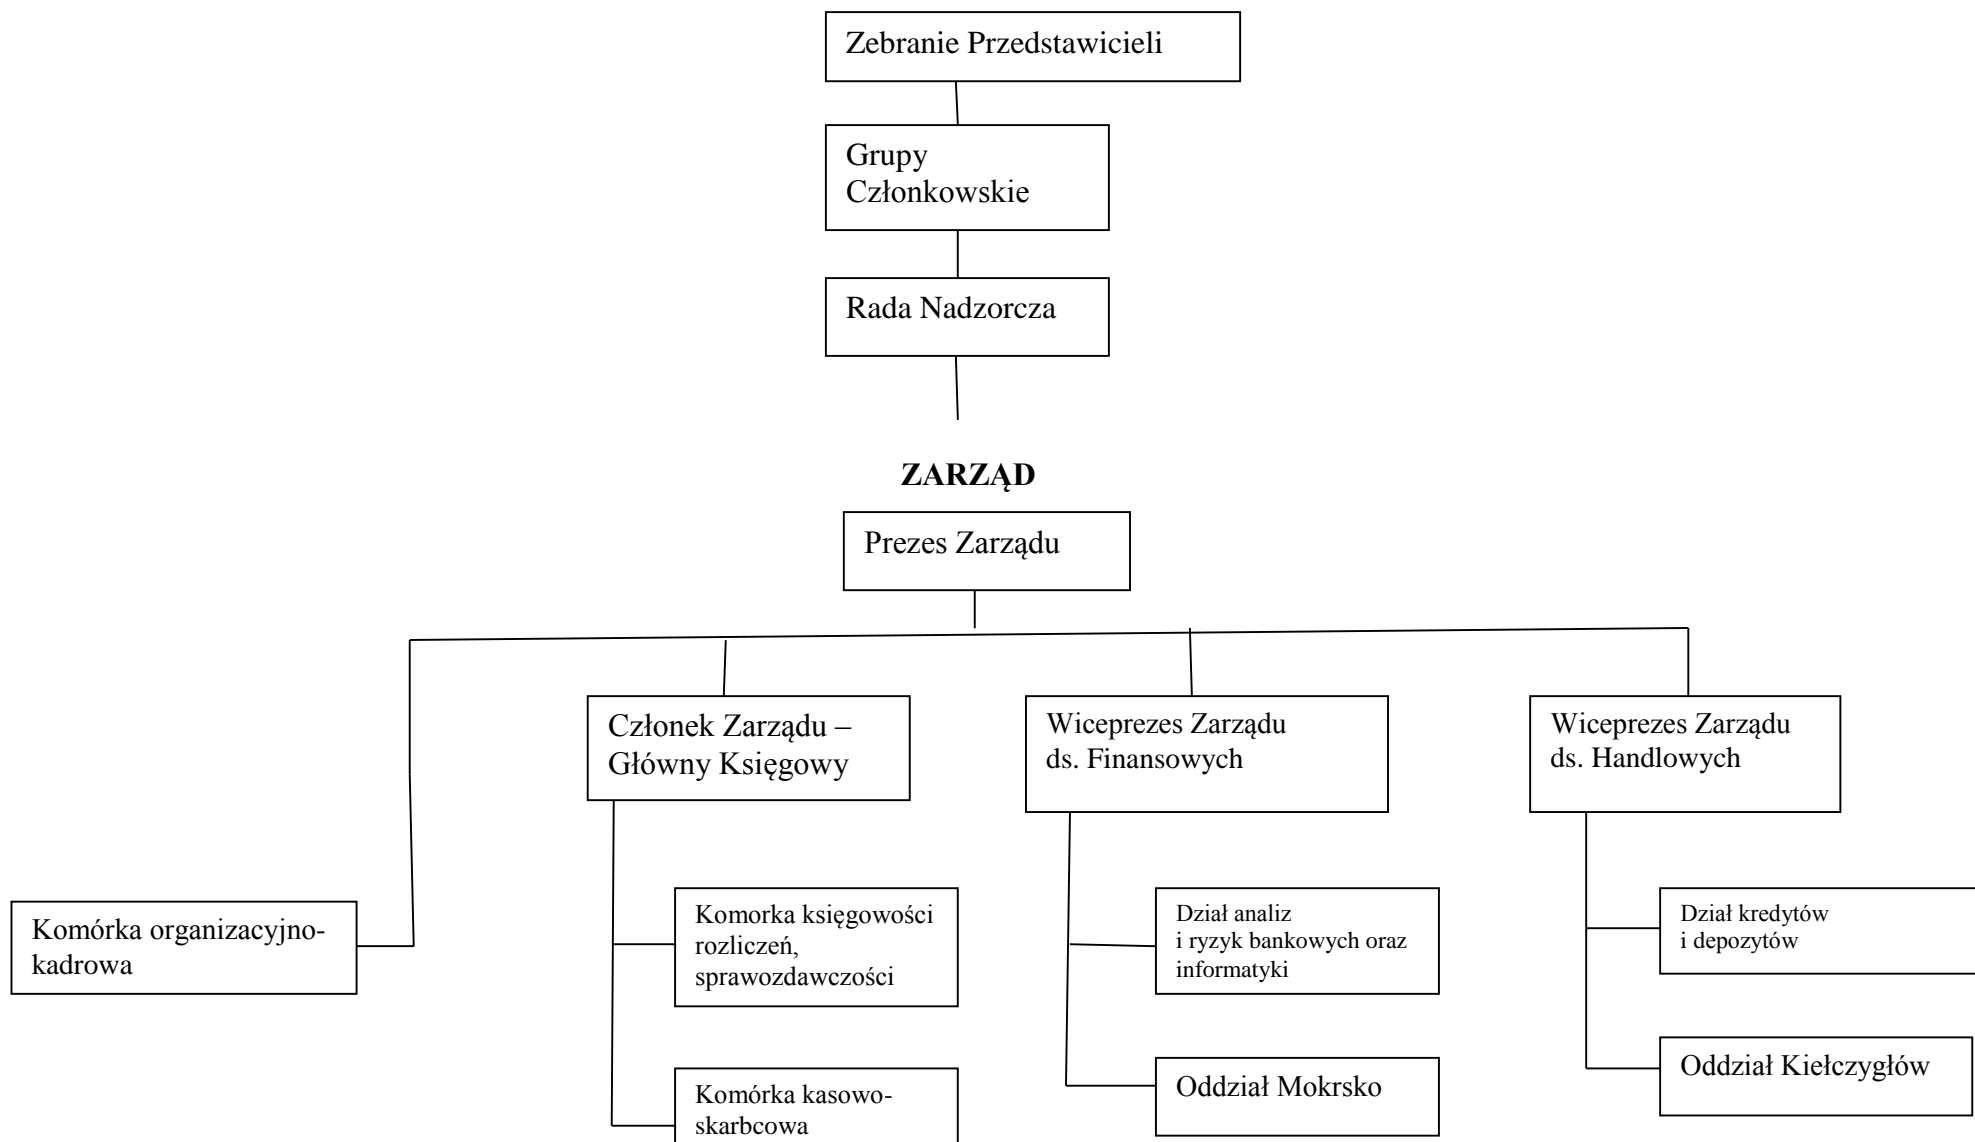 Zebranie Przedstawicieli
Grupy
Członkowskie
Rada Nadzorcza
ZARZĄD
Prezes Zarządu
Członek Zarządu –
Główny Księgowy
Wiceprezes Zarządu
ds. Finansowych
Wiceprezes Zarządu
ds. Handlowych
Komórka organizacyjno-
kadrowa
Komorka księgowości
rozliczeń,
sprawozdawczości
Dział analiz
i ryzyk bankowych oraz
informatyki
Dział kredytów
i depozytów
Komórka kasowo-
skarbcowa
Oddział Mokrsko
Oddział Kiełczygłów